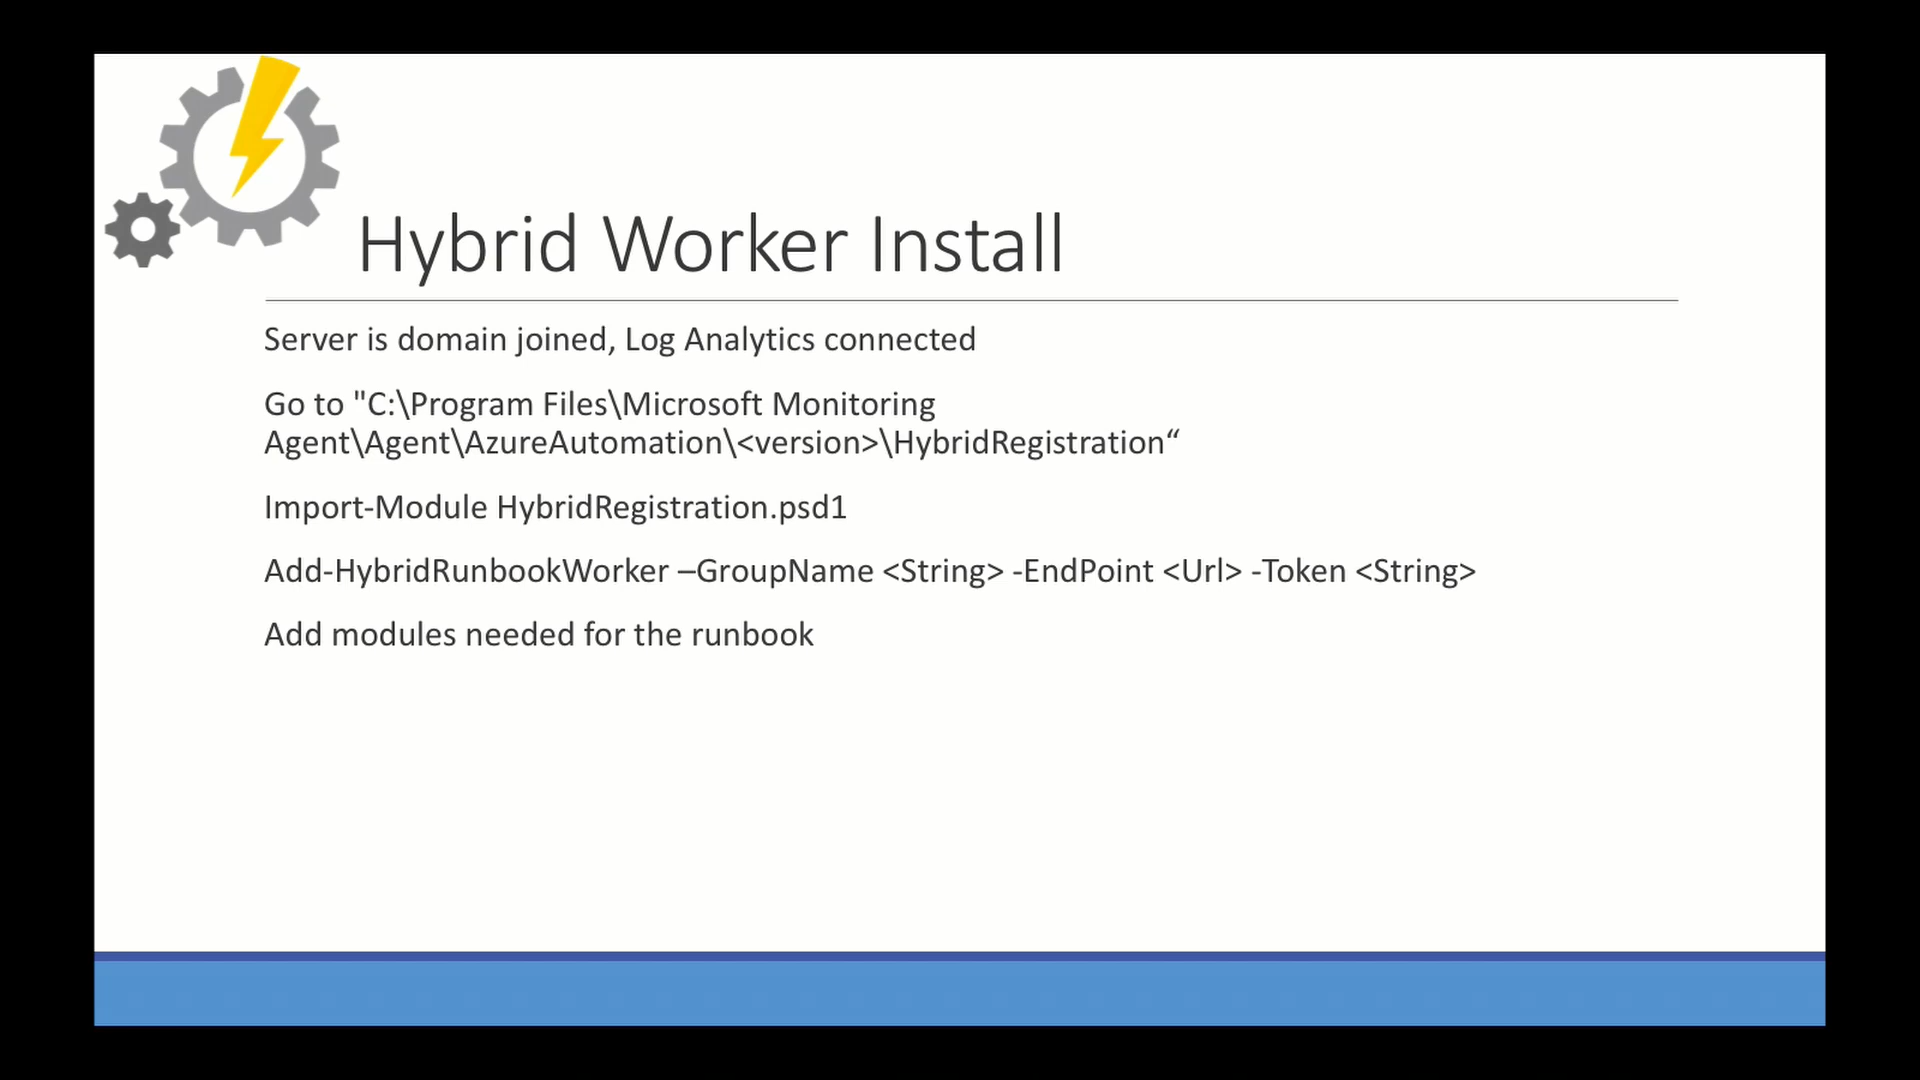 Hybrid Worker Install
Server is domain joined, Log Analytics connected
Go to "C:\Program Files\Microsoft Monitoring
Agent\Agent\AzureAutomation\<version>\HybridRegistration“
Import-Module HybridRegistration.psd1
Add-HybridRunbookWorker –GroupName <String> -EndPoint <Url> -Token <String>
Add modules needed for the runbook